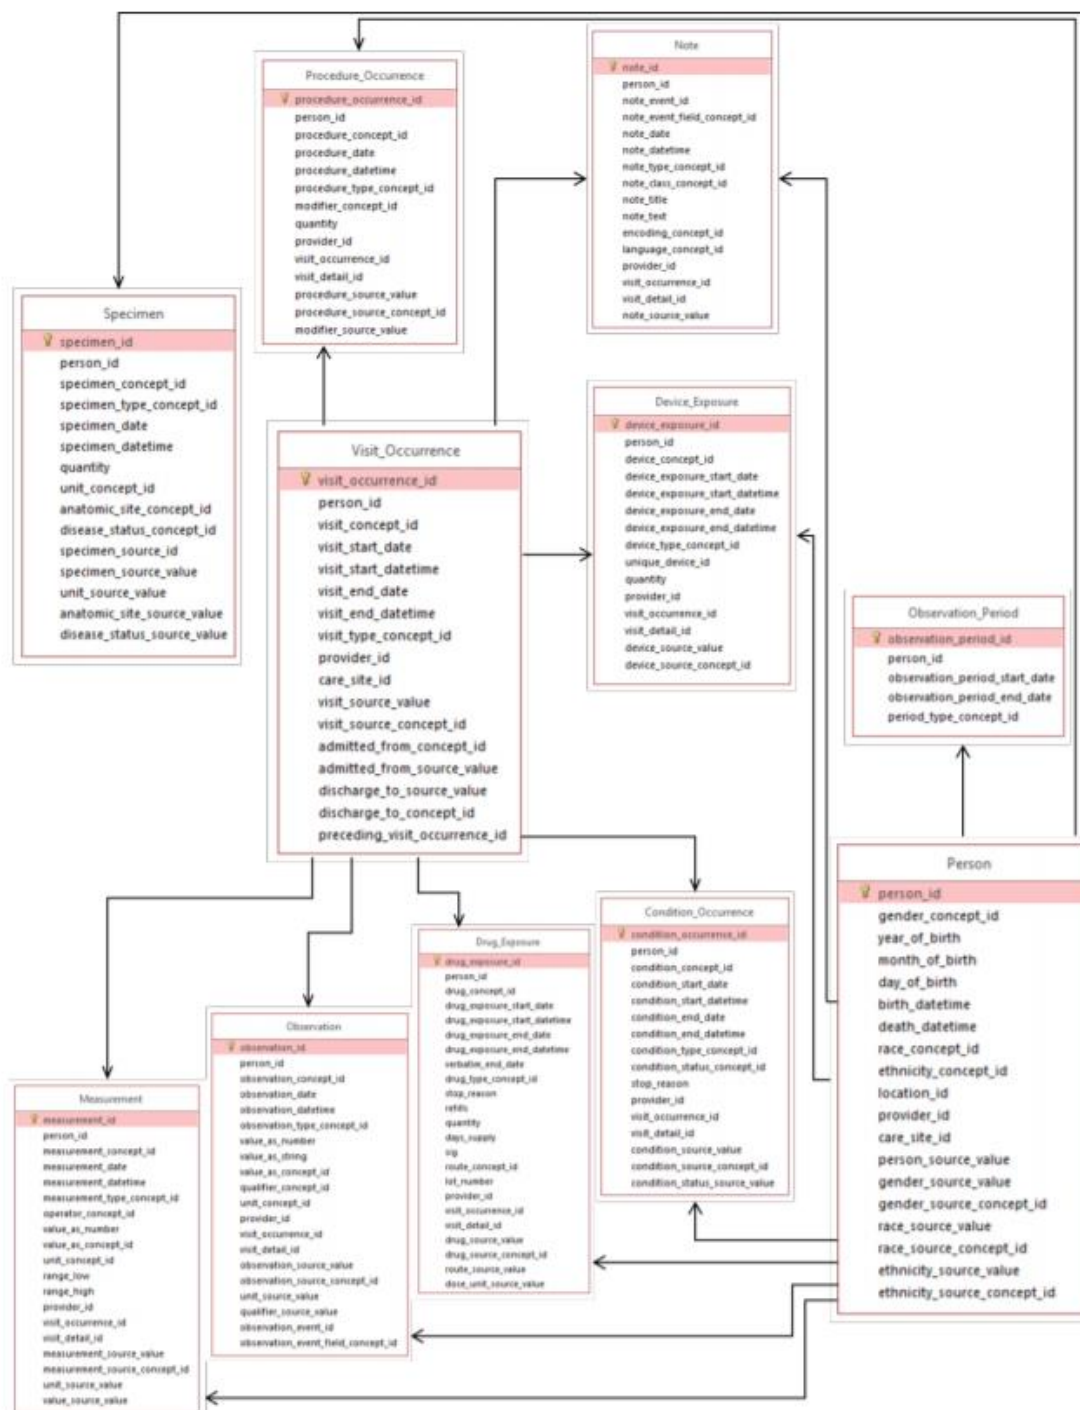 Procedure_Occurrence
procedure_occurrence_id
person_id
procedure_concept_id
procedure_date
procedure_datetime
procedure_type_concept_id
modifier_concept_id
quantity
provider_id
visit_occurrence_id
visit_detail_id
procedure_source_value
procedure_source_concept_id
modifier_source_value
Note
note_id
person_id
note_event_id
note_event_field_concept_id
note_date
note_datetime
note_type_concept_id
note_class_concept_id
note_title
note_text
encoding_concept_id
language_concept_id
provider_id
visit_occurrence_id
visit_detail_id
note_source_value
Specimen
specimen_id
person_id
specimen_concept_id
specimen_type_concept_id
specimen_date
specimen_datetime
quantity
unit_concept_id
anatomic_site_concept_id
disease_status_concept_id
specimen_source_id
specimen_source_value
unit_source_value
anatomic_site_source_value
disease_status_source_value
Visit_Occurrence
visit_occurrence_id
person_id
visit_concept_id
visit_start_date
visit_start_datetime
visit_end_date
visit_end_datetime
visit_type_concept_id
provider_id
care_site_id
visit_source_value
visit_source_concept_id
admitted_from_concept_id
admitted_from_source_value
discharge_to_source_value
discharge_to_concept_id
preceding_visit_occurrence_id
Device_Exposure
device_exposure_id
person_id
device_concept_id
device_exposure_start_date
device_exposure_start_datetime
device_exposure_end_date
device_exposure_end_datetime
device_type_concept_id
unique_device_id
quantity
provider_id
visit_occurrence_id
visit_detail_id
device_source_value
device_source_concept_id
Observation_Period
observation_period_id
person_id
observation_period_start_date
observation_period_end_date
period_type_concept_id
Person
person_id
gender_concept_id
year_of_birth
month_of_birth
day_of_birth
birth_datetime
death_datetime
race_concept_id
ethnicity_concept_id
location_id
provider_id
care_site_id
person_source_value
gender_source_value
gender_source_concept_id
race_source_value
race_source_concept_id
ethnicity_source_value
ethnicity_source_concept_id
Condition_Occurrence
condition_occurrence_id
person_id
condition_concept_id
condition_start_date
condition_start_datetime
condition_end_date
condition_end_datetime
condition_type_concept_id
condition_status_concept_id
stop_reason
provider_id
visit_occurrence_id
visit_detail_id
condition_source_value
condition_source_concept_id
condition_status_source_value
Drug_Exposure
drug_exposure_id
person_id
drug_concept_id
drug_exposure_start_date
drug_exposure_start_datetime
drug_exposure_end_date
drug_exposure_end_datetime
verbatim_end_date
drug_type_concept_id
stop_reason
refills
quantity
days_supply
sig
route_concept_id
lot_number
provider_id
visit_occurrence_id
visit_detail_id
drug_source_value
drug_source_concept_id
route_source_value
dose_unit_source_value
Observation
observation_id
person_id
observation_concept_id
observation_date
observation_datetime
observation_type_concept_id
value_as_number
value_as_string
value_as_concept_id
qualifier_concept_id
unit_concept_id
provider_id
visit_occurrence_id
visit_detail_id
observation_source_value
observation_source_concept_id
unit_source_value
qualifier_source_value
observation_event_id
observation_event_field_concept_id
Measurement
measurement_id
person_id
measurement_concept_id
measurement_date
measurement_datetime
measurement_type_concept_id
operator_concept_id
value_as_number
value_as_concept_id
unit_concept_id
range_low
range_high
provider_id
visit_occurrence_id
visit_detail_id
measurement_source_value
measurement_source_concept_id
unit_source_value
value_source_value